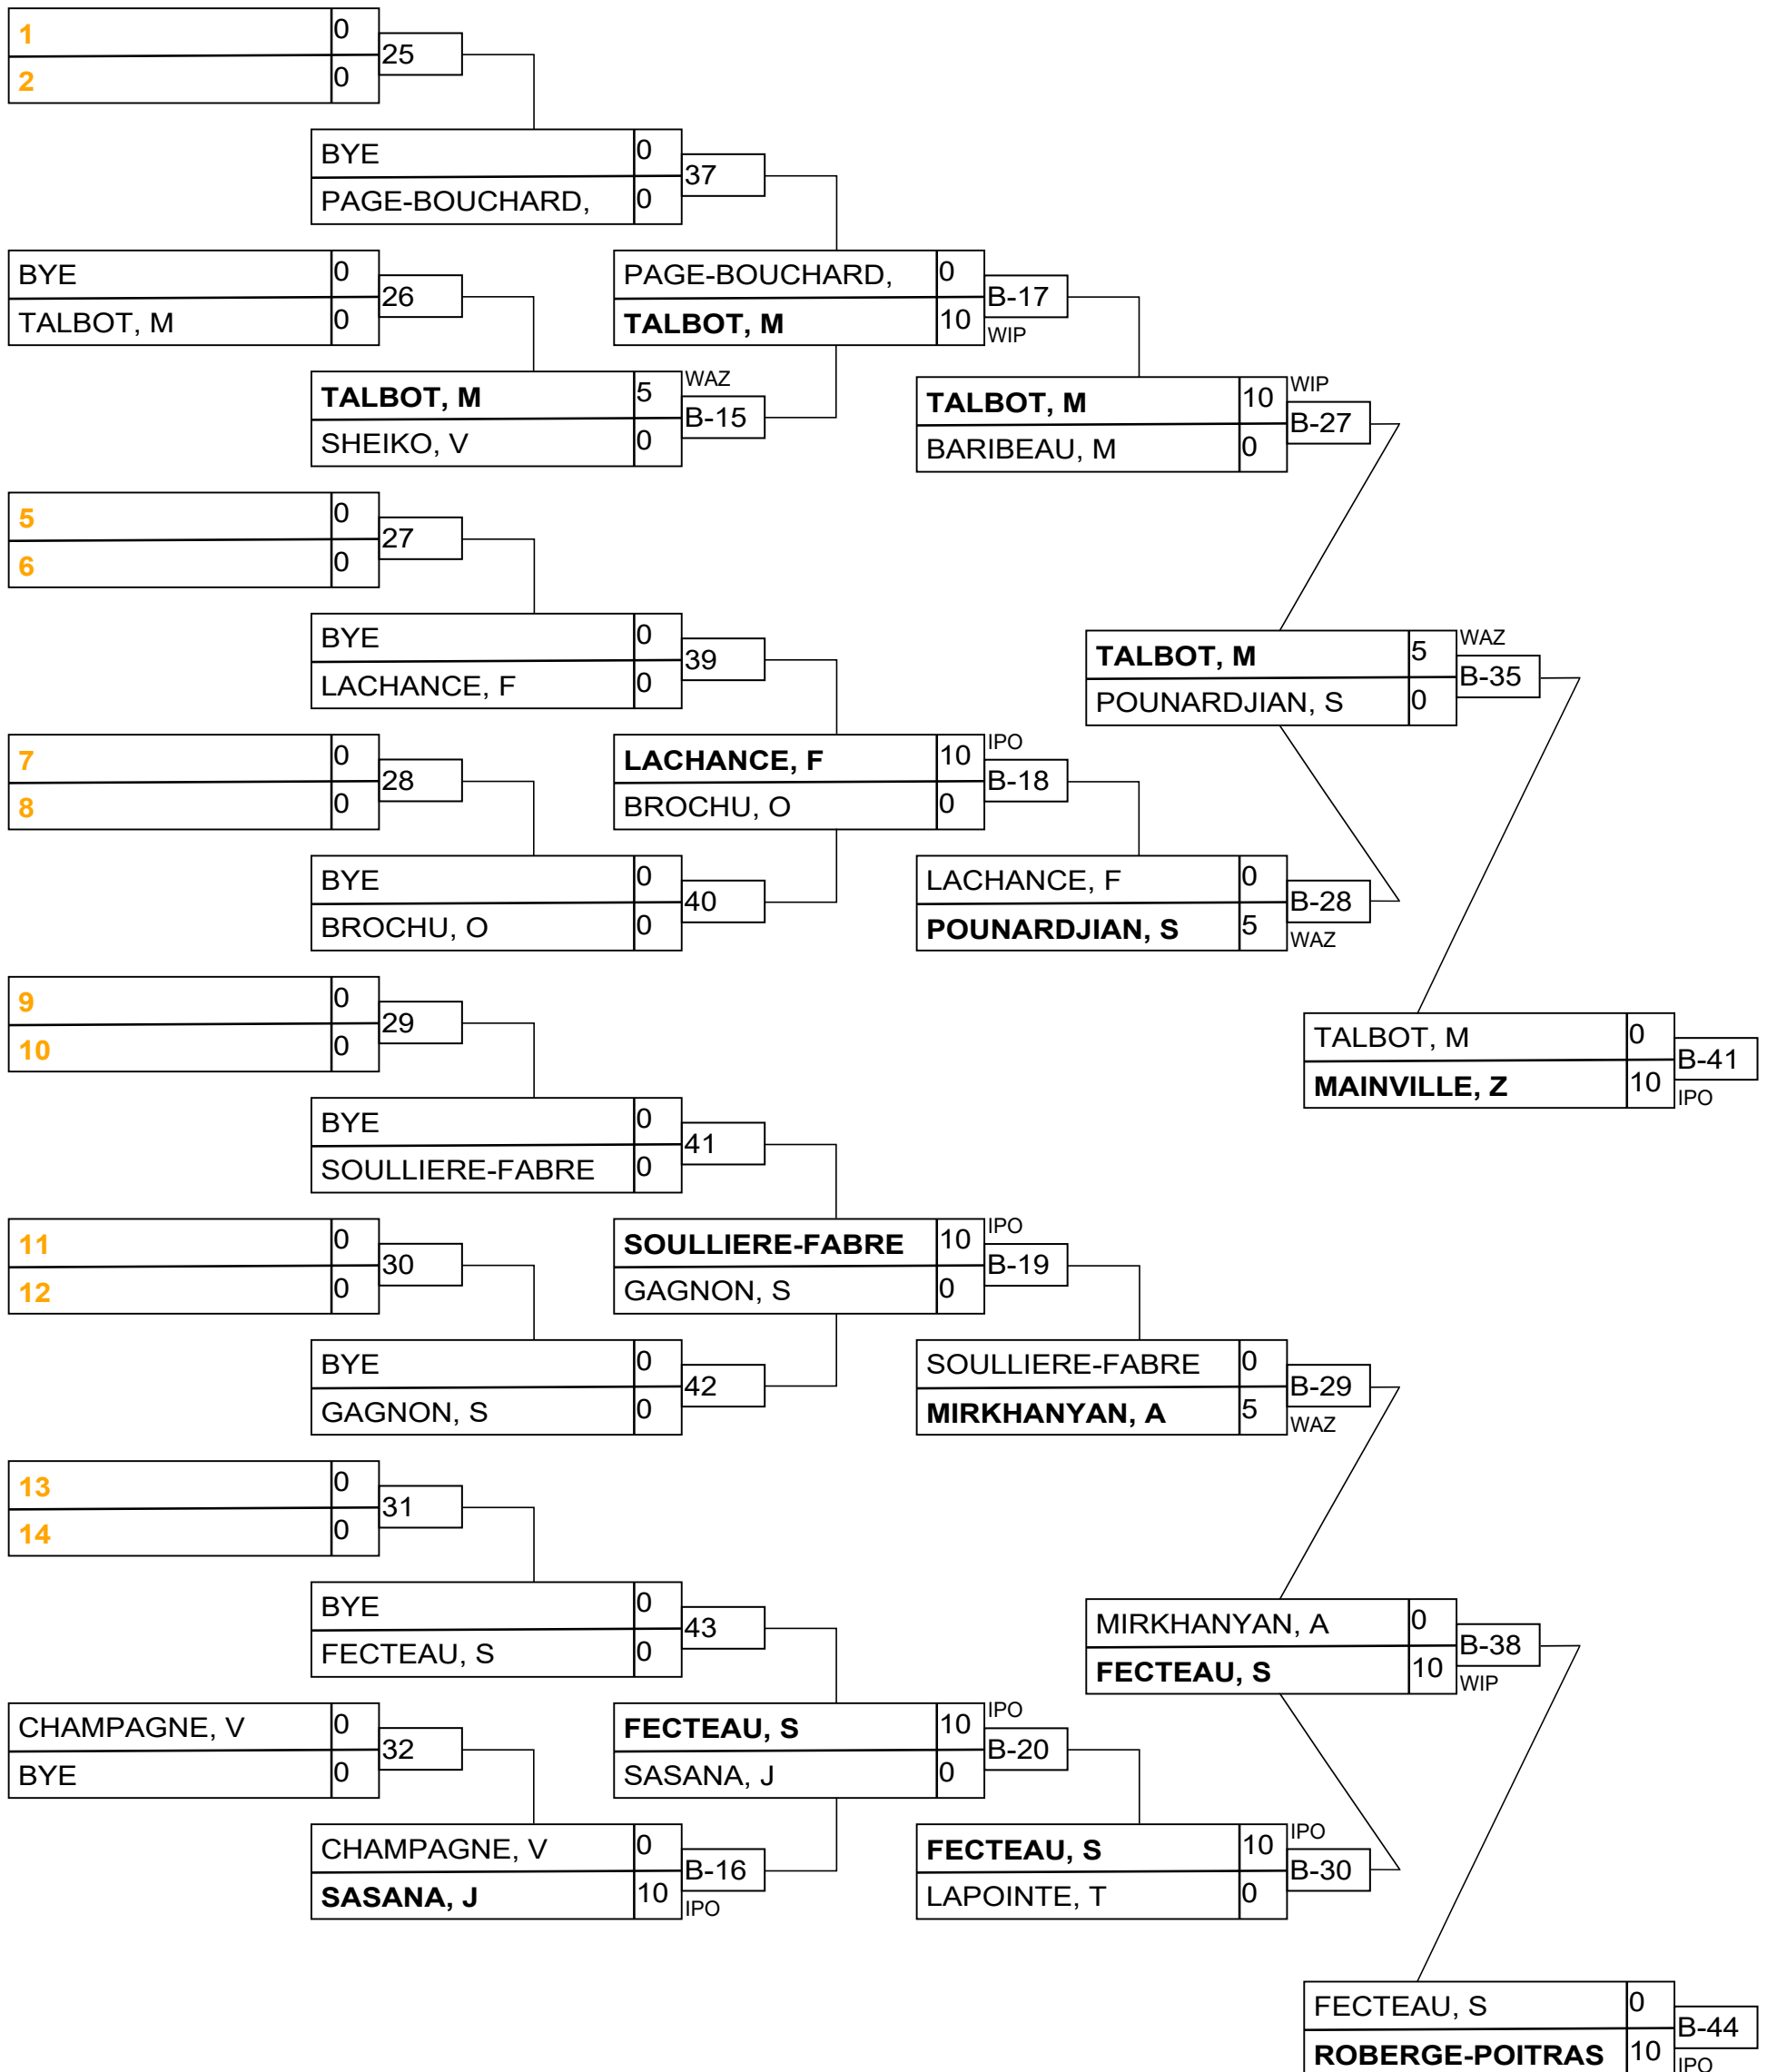 1 0
25
2 0
BYE 0
37
PAGE-BOUCHARD, 0
BYE 0
26
TALBOT, M 0
PAGE-BOUCHARD, 0
B-17
TALBOT, M 10
WIP
TALBOT, M 5
WAZ
B-15
SHEIKO, V 0
TALBOT, M 10
WIP
B-27
BARIBEAU, M 0
5 0
27
6 0
BYE 0
39
LACHANCE, F 0
TALBOT, M 5
WAZ
B-35
POUNARDJIAN, S 0
7 0
28
8 0
LACHANCE, F 10
IPO
B-18
BROCHU, O 0
BYE 0
40
BROCHU, O 0
LACHANCE, F 0
B-28
POUNARDJIAN, S 5
WAZ
9 0
29
10 0
TALBOT, M 0
B-41
MAINVILLE, Z 10
IPO
BYE 0
41
SOULLIERE-FABRE 0
11 0
30
12 0
SOULLIERE-FABRE 10
IPO
B-19
GAGNON, S 0
BYE 0
42
GAGNON, S 0
SOULLIERE-FABRE 0
B-29
MIRKHANYAN, A 5
WAZ
13 0
31
14 0
BYE 0
43
FECTEAU, S 0
MIRKHANYAN, A 0
B-38
FECTEAU, S 10
WIP
CHAMPAGNE, V 0
32
BYE 0
FECTEAU, S 10
IPO
B-20
SASANA, J 0
CHAMPAGNE, V 0
B-16
SASANA, J 10
IPO
FECTEAU, S 10
IPO
B-30
LAPOINTE, T 0
FECTEAU, S 0
B-44
ROBERGE-POITRAS 10
IPO